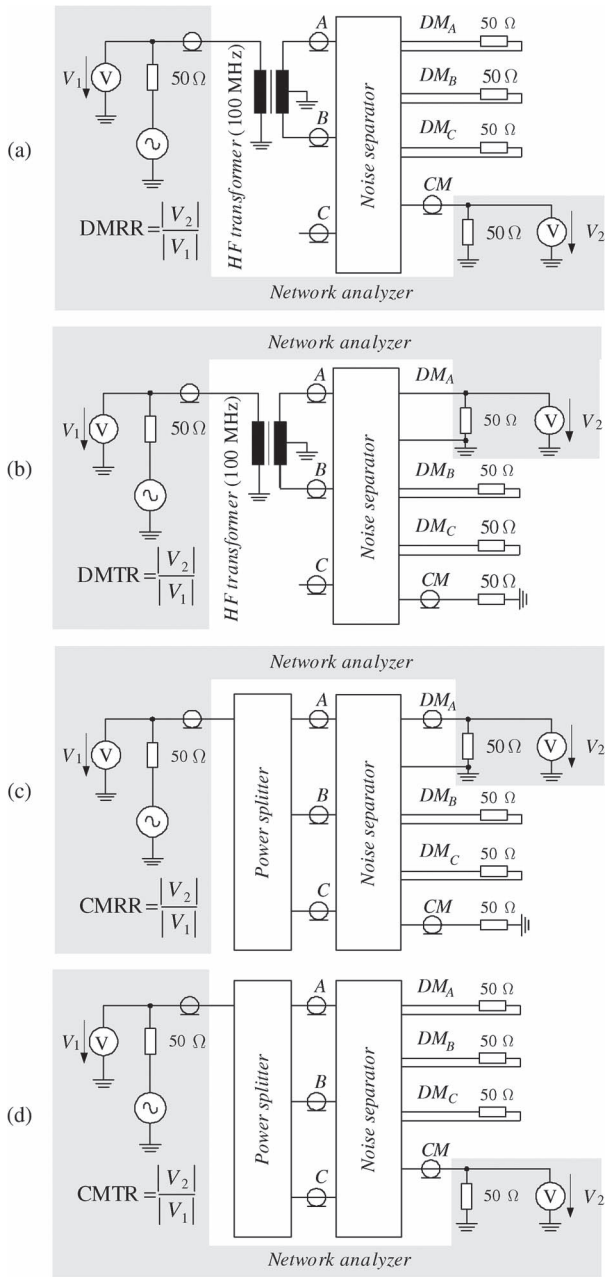 (a)
V1
V
50 Ω
DMRR = |V2| / |V1|
HF transformer (100 MHz)
A
B
C
Noise separator
DMA 50 Ω
DMB 50 Ω
DMC 50 Ω
CM
50 Ω
V
V2
Network analyzer
(b)
Network analyzer
V1
V
50 Ω
DMTR = |V2| / |V1|
HF transformer (100 MHz)
A
B
C
Noise separator
DMA
50 Ω
V
V2
DMB 50 Ω
DMC 50 Ω
CM 50 Ω
(c)
Network analyzer
V1
V
50 Ω
CMRR = |V2| / |V1|
Power splitter
A
B
C
Noise separator
DMA
50 Ω
V
V2
DMB 50 Ω
DMC 50 Ω
CM 50 Ω
(d)
V1
V
50 Ω
CMTR = |V2| / |V1|
Power splitter
A
B
C
Noise separator
DMA 50 Ω
DMB 50 Ω
DMC 50 Ω
CM
50 Ω
V
V2
Network analyzer